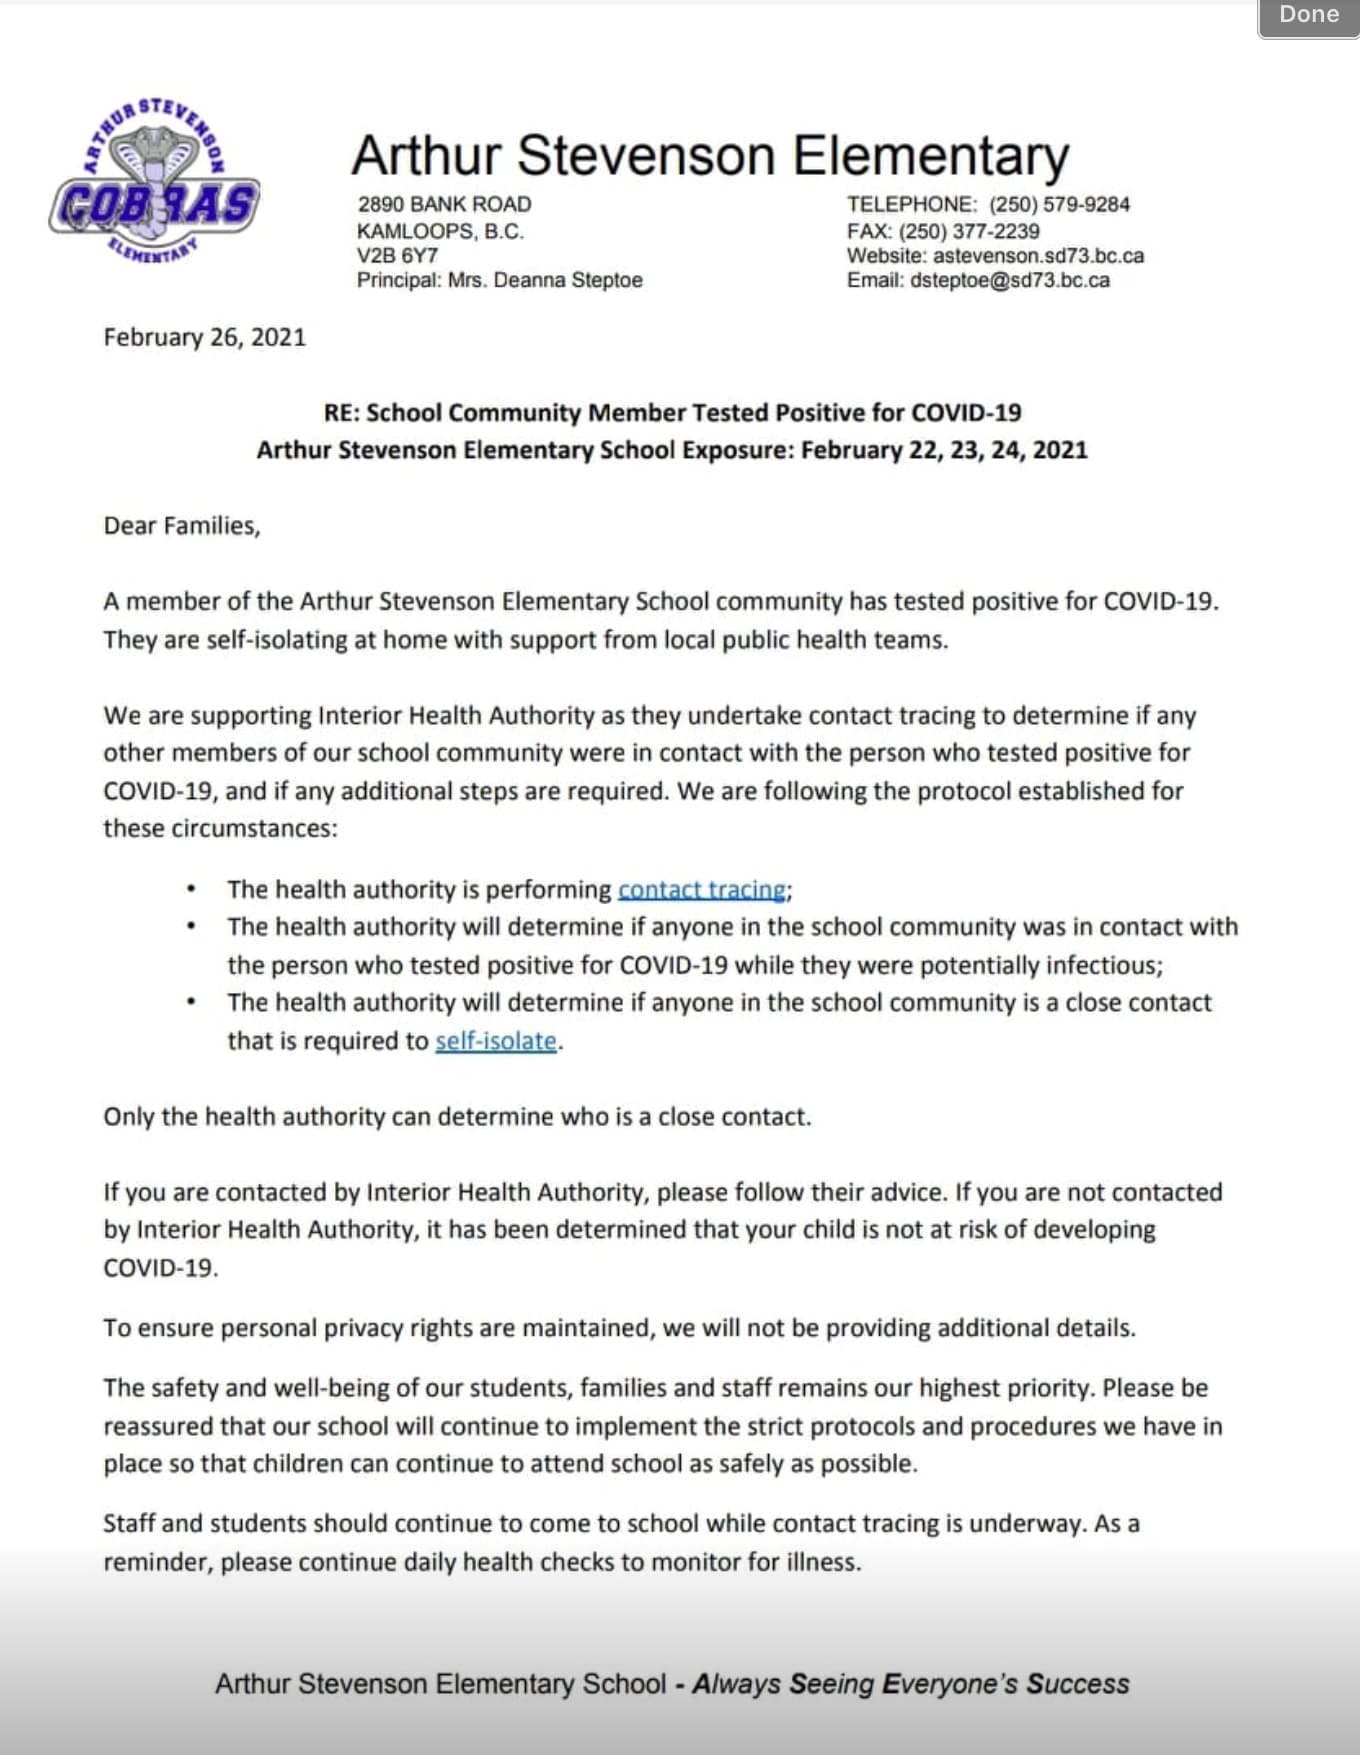 Done
ARTHUR STEVENSON
COBRAS
ELEMENTARY
Arthur Stevenson Elementary
2890 BANK ROAD
KAMLOOPS, B.C.
V2B 6Y7
Principal: Mrs. Deanna Steptoe
TELEPHONE: (250) 579-9284
FAX: (250) 377-2239
Website: astevenson.sd73.bc.ca
Email: dsteptoe@sd73.bc.ca
February 26, 2021
RE: School Community Member Tested Positive for COVID-19
Arthur Stevenson Elementary School Exposure: February 22, 23, 24, 2021
Dear Families,
A member of the Arthur Stevenson Elementary School community has tested positive for COVID-19.
They are self-isolating at home with support from local public health teams.
We are supporting Interior Health Authority as they undertake contact tracing to determine if any
other members of our school community were in contact with the person who tested positive for
COVID-19, and if any additional steps are required. We are following the protocol established for
these circumstances:
• The health authority is performing contact tracing;
• The health authority will determine if anyone in the school community was in contact with
the person who tested positive for COVID-19 while they were potentially infectious;
• The health authority will determine if anyone in the school community is a close contact
that is required to self-isolate.
Only the health authority can determine who is a close contact.
If you are contacted by Interior Health Authority, please follow their advice. If you are not contacted
by Interior Health Authority, it has been determined that your child is not at risk of developing
COVID-19.
To ensure personal privacy rights are maintained, we will not be providing additional details.
The safety and well-being of our students, families and staff remains our highest priority. Please be
reassured that our school will continue to implement the strict protocols and procedures we have in
place so that children can continue to attend school as safely as possible.
Staff and students should continue to come to school while contact tracing is underway. As a
reminder, please continue daily health checks to monitor for illness.
Arthur Stevenson Elementary School - Always Seeing Everyone's Success